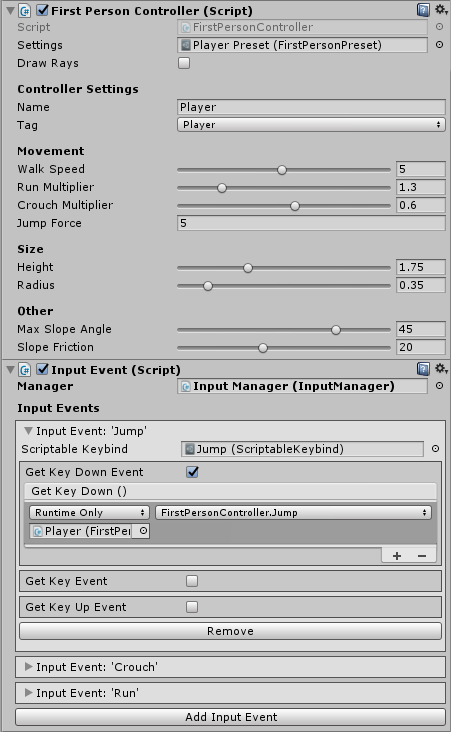 First Person Controller (Script)
Script FirstPersonController
Settings Player Preset (FirstPersonPreset)
Draw Rays
Controller Settings
Name Player
Tag Player
Movement
Walk Speed 5
Run Multiplier 1.3
Crouch Multiplier 0.6
Jump Force 5
Size
Height 1.75
Radius 0.35
Other
Max Slope Angle 45
Slope Friction 20
Input Event (Script)
Manager Input Manager (InputManager)
Input Events
Input Event: 'Jump'
Scriptable Keybind Jump (ScriptableKeybind)
Get Key Down Event
Get Key Down ()
Runtime Only FirstPersonController.Jump
Player (FirstPer
+ −
Get Key Event
Get Key Up Event
Remove
Input Event: 'Crouch'
Input Event: 'Run'
Add Input Event